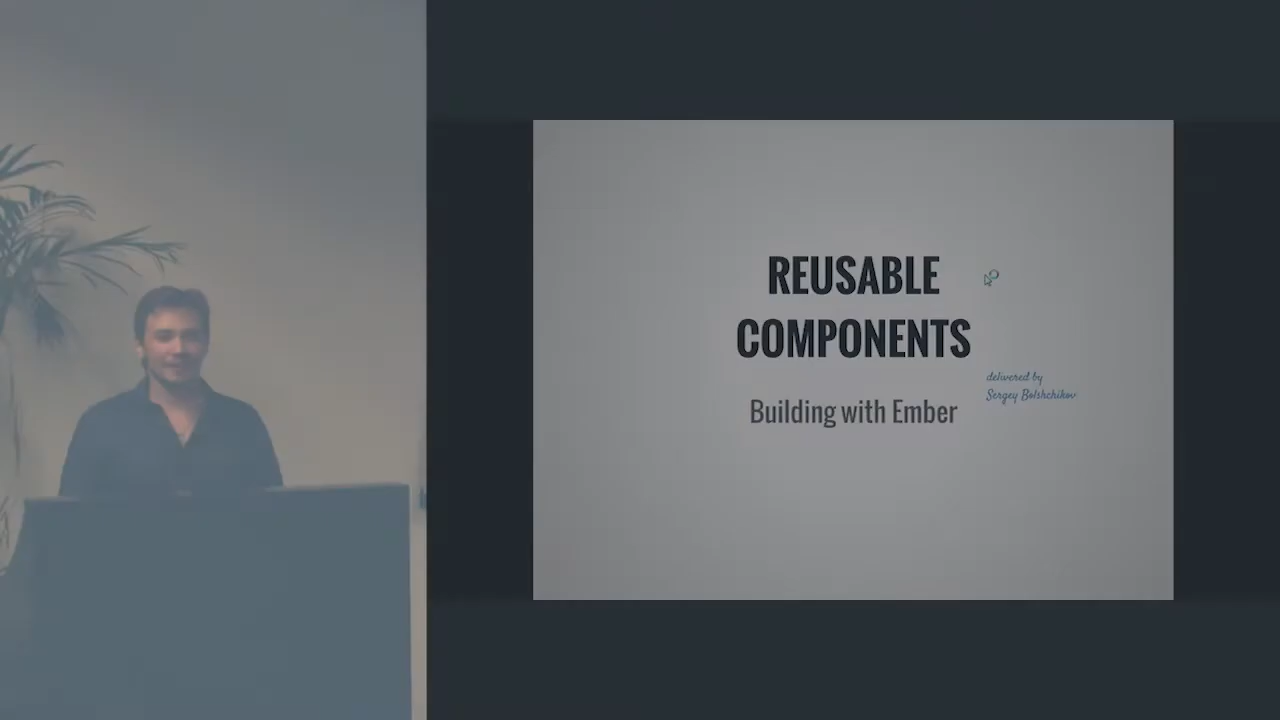 REUSABLE
COMPONENTS
delivered by
Sergey Bolshchikov
Building with Ember